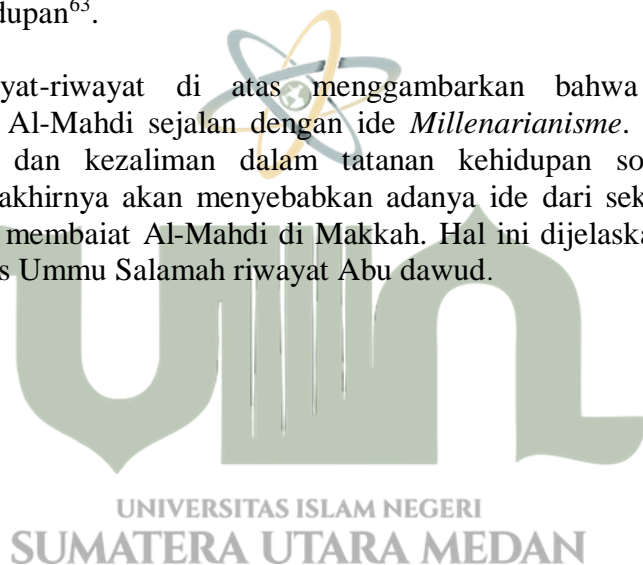 dupan⁶³.
yat-riwayat di atas menggambarkan bahwa
Al-Mahdi sejalan dengan ide Millenarianisme.
dan kezaliman dalam tatanan kehidupan so
akhirnya akan menyebabkan adanya ide dari sek
membaiat Al-Mahdi di Makkah. Hal ini dijelaska
s Ummu Salamah riwayat Abu dawud.
UNIVERSITAS ISLAM NEGERI
SUMATERA UTARA MEDAN